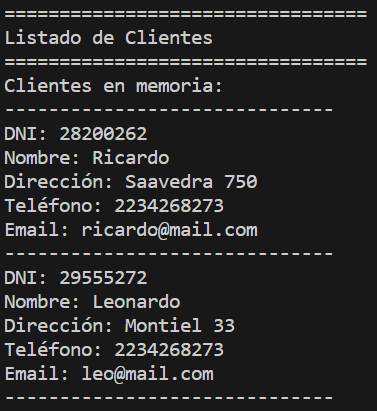 =================================
Listado de Clientes
=================================
Clientes en memoria:
------------------------------
DNI: 28200262
Nombre: Ricardo
Dirección: Saavedra 750
Teléfono: 2234268273
Email: ricardo@mail.com
------------------------------
DNI: 29555272
Nombre: Leonardo
Dirección: Montiel 33
Teléfono: 2234268273
Email: leo@mail.com
------------------------------